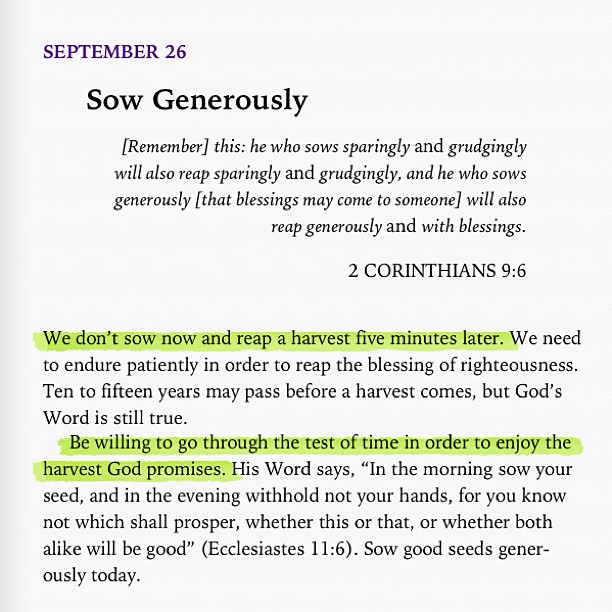 SEPTEMBER 26
Sow Generously
[Remember] this: he who sows sparingly and grudgingly
will also reap sparingly and grudgingly, and he who sows
generously [that blessings may come to someone] will also
reap generously and with blessings.
2 CORINTHIANS 9:6
We don’t sow now and reap a harvest five minutes later. We need
to endure patiently in order to reap the blessing of righteousness.
Ten to fifteen years may pass before a harvest comes, but God’s
Word is still true.
Be willing to go through the test of time in order to enjoy the
harvest God promises. His Word says, “In the morning sow your
seed, and in the evening withhold not your hands, for you know
not which shall prosper, whether this or that, or whether both
alike will be good” (Ecclesiastes 11:6). Sow good seeds gener-
ously today.